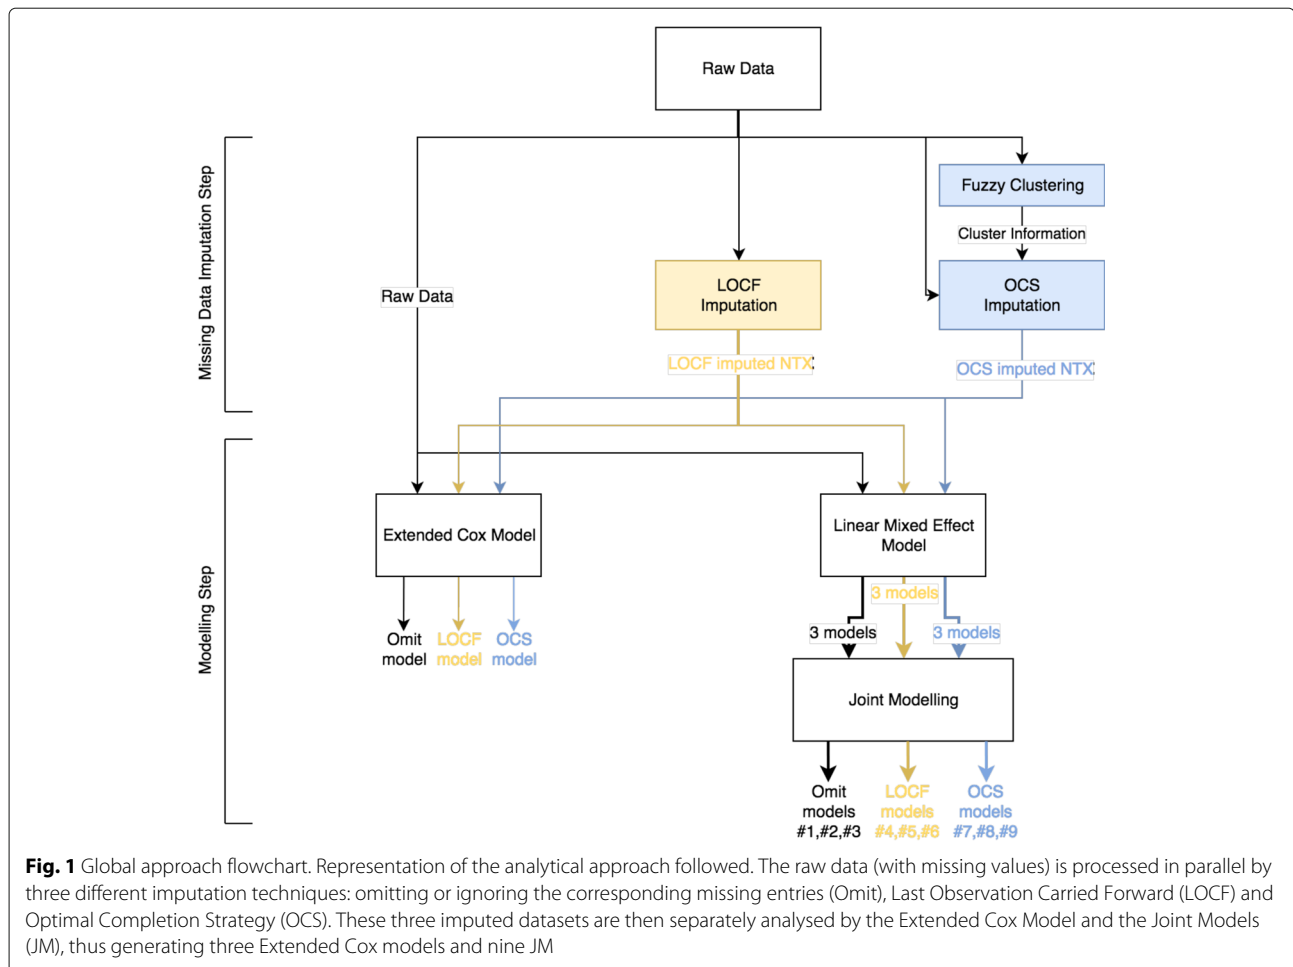 Raw Data
Missing Data Imputation Step
Fuzzy Clustering
Cluster Information
Raw Data
LOCF
Imputation
OCS
Imputation
LOCF imputed NTX
OCS imputed NTX
Modelling Step
Extended Cox Model
Linear Mixed Effect
Model
3 models
3 models
3 models
Omit
model
LOCF
model
OCS
model
Joint Modelling
Omit
models
#1,#2,#3
LOCF
models
#4,#5,#6
OCS
models
#7,#8,#9
Fig. 1 Global approach flowchart. Representation of the analytical approach followed. The raw data (with missing values) is processed in parallel by
three different imputation techniques: omitting or ignoring the corresponding missing entries (Omit), Last Observation Carried Forward (LOCF) and
Optimal Completion Strategy (OCS). These three imputed datasets are then separately analysed by the Extended Cox Model and the Joint Models
(JM), thus generating three Extended Cox models and nine JM